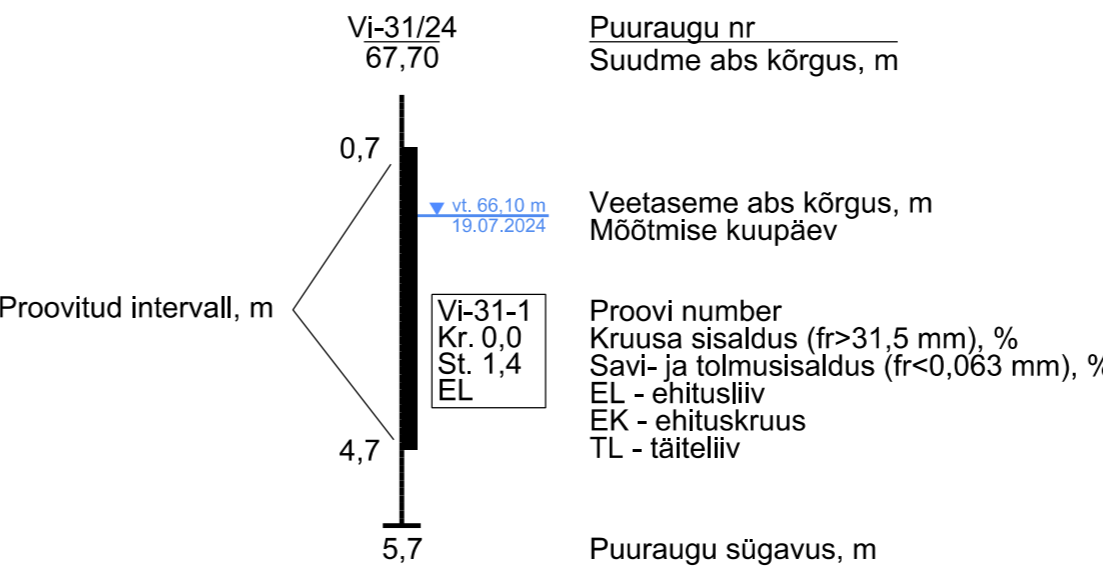 Vi-31/24
67,70
Puuraugu nr
Suudme abs kõrgus, m
0,7
vt. 66,10 m
19.07.2024
Veetaseme abs kõrgus, m
Mõõtmise kuupäev
Proovitud intervall, m
Vi-31-1
Kr. 0,0
St. 1,4
EL
Proovi number
Kruusa sisaldus (fr>31,5 mm), %
Savi- ja tolmusisaldus (fr<0,063 mm), %
EL - ehitusliiv
EK - ehituskruus
TL - täiteliiv
4,7
5,7
Puuraugu sügavus, m